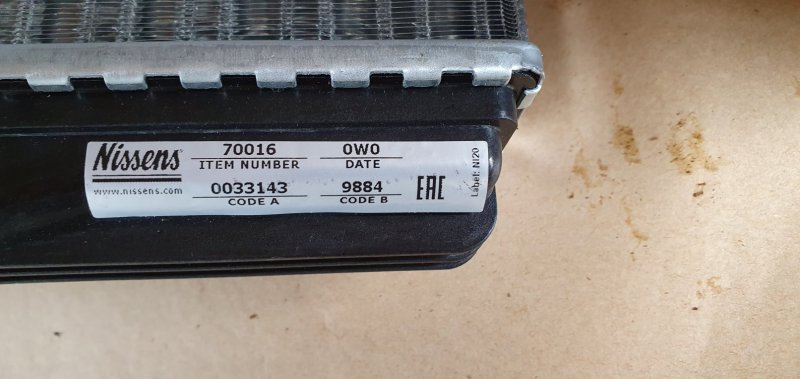 Nissens
www.nissens.com
70016
ITEM NUMBER
0W0
DATE
0033143
CODE A
9884
CODE B
EAC
Label: NI20